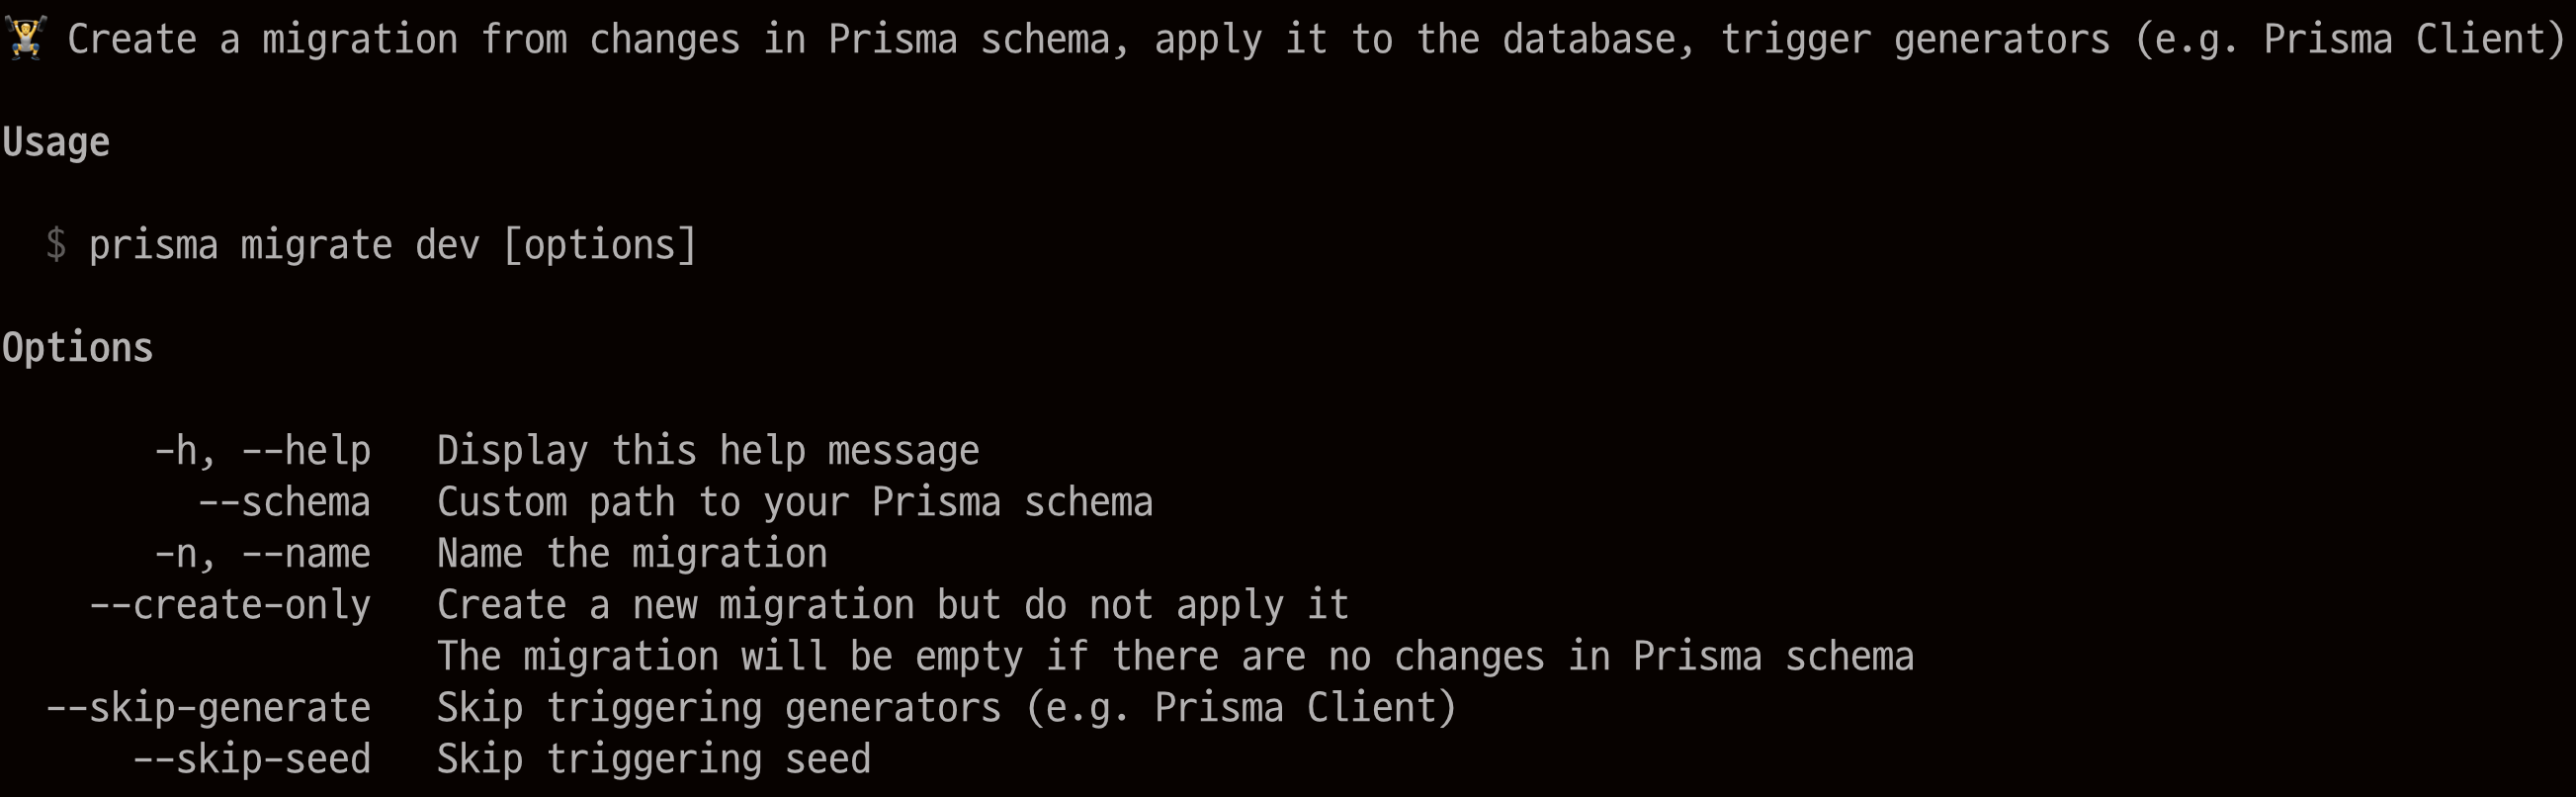 🏋️ Create a migration from changes in Prisma schema, apply it to the database, trigger generators (e.g. Prisma Client)
Usage
$ prisma migrate dev [options]
Options
-h, --help   Display this help message
--schema   Custom path to your Prisma schema
-n, --name   Name the migration
--create-only   Create a new migration but do not apply it
The migration will be empty if there are no changes in Prisma schema
--skip-generate   Skip triggering generators (e.g. Prisma Client)
--skip-seed   Skip triggering seed